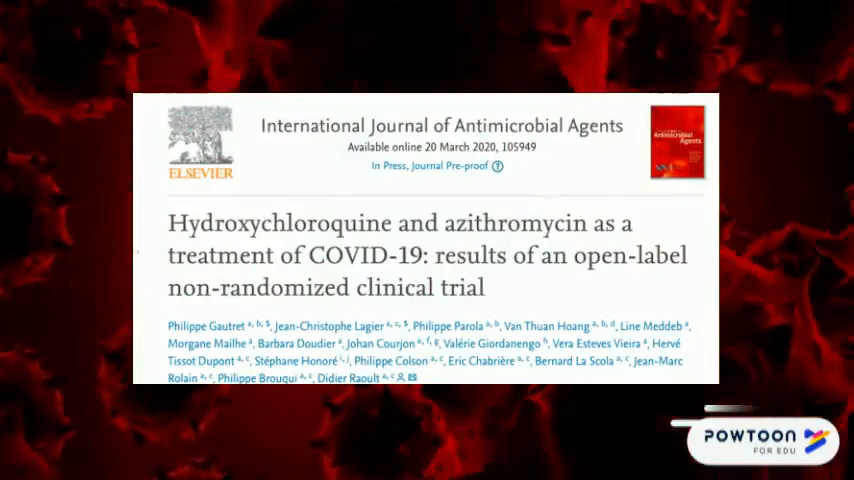 International Journal of Antimicrobial Agents
Available online 20 March 2020, 105949
In Press, Journal Pre-proof ?
ELSEVIER
Antimicrobial
Agents
Hydroxychloroquine and azithromycin as a
treatment of COVID-19: results of an open-label
non-randomized clinical trial
Philippe Gautret a, b, $, Jean-Christophe Lagier a, c, $, Philippe Parola a, b, Van Thuan Hoang a, b, d, Line Meddeb a,
Morgane Mailhe a, Barbara Doudier a, Johan Courjon e, f, g, Valérie Giordanengo h, Vera Esteves Vieira a, Hervé
Tissot Dupont a, c, Stéphane Honoré i, j, Philippe Colson a, c, Eric Chabrière a, c, Bernard La Scola a, c, Jean-Marc
Rolain a, c, Philippe Brouqui a, c, Didier Raoult a, c
POWTOON
FOR EDU